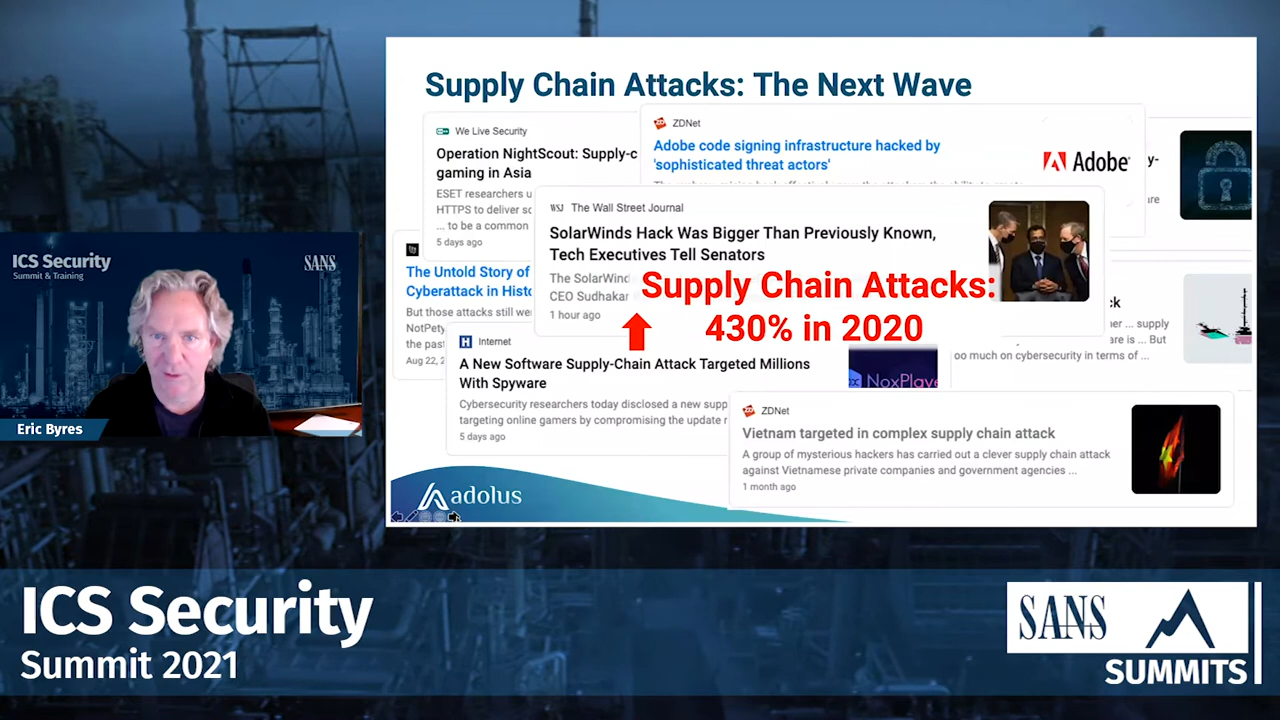 Supply Chain Attacks: The Next Wave
We Live Security
Operation NightScout: Supply-c
gaming in Asia
ESET researchers u
HTTPS to deliver
... to be a common
5 days ago
ZDNet
Adobe code signing infrastructure hacked by
'sophisticated threat actors'
Adobe
y-
are
WSJ The Wall Street Journal
SolarWinds Hack Was Bigger Than Previously Known,
Tech Executives Tell Senators
The SolarWind
CEO Sudhakar
1 hour ago
Supply Chain Attacks:
430% in 2020
The Untold Story of
Cyberattack in Histo
But those attacks still wer
NotPety
the past
Aug 22, 2
Internet
A New Software Supply-Chain Attack Targeted Millions
With Spyware
Cybersecurity researchers today disclosed a new supp
targeting online gamers by compromising the update
5 days ago
NoxPlaye
ck
her ... supply
are is ... But
oo much on cybersecurity in terms of ...
ZDNet
Vietnam targeted in complex supply chain attack
A group of mysterious hackers has carried out a clever supply chain attack
against Vietnamese private companies and government agencies ...
1 month ago
adolus
ICS Security
Summit & Training
SANS
Eric Byres
ICS Security
Summit 2021
SANS
SUMMITS